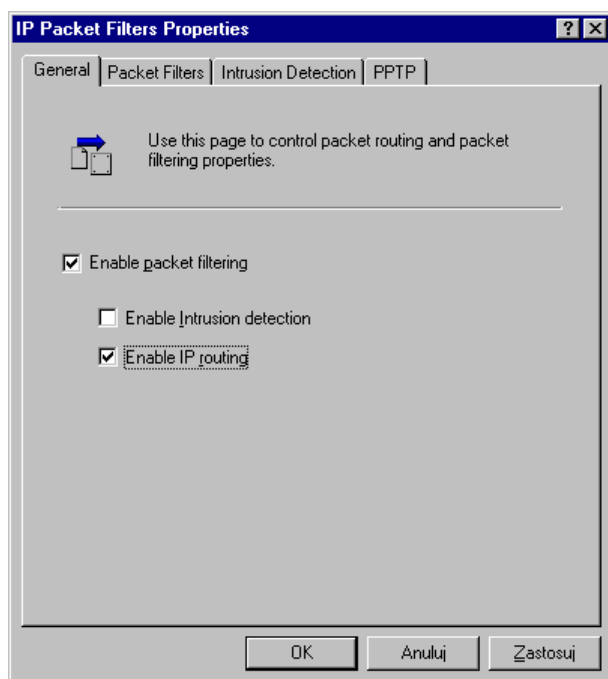 IP Packet Filters Properties
General Packet Filters Intrusion Detection PPTP
Use this page to control packet routing and packet
filtering properties.
Enable packet filtering
Enable Intrusion detection
Enable IP routing
OK Anuluj Zastosuj